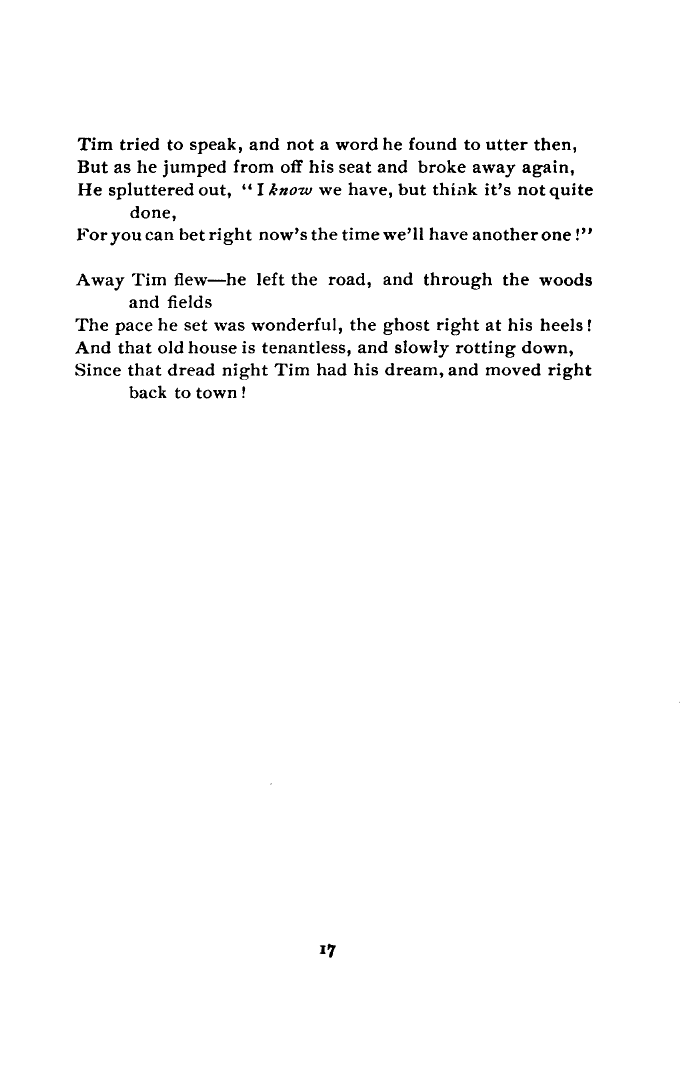 Tim tried to speak, and not a word he found to utter then,
But as he jumped from off his seat and broke away again,
He spluttered out, “I know we have, but think it's not quite
done,
For you can bet right now's the time we'll have another one!”
Away Tim flew—he left the road, and through the woods
and fields
The pace he set was wonderful, the ghost right at his heels!
And that old house is tenantless, and slowly rotting down,
Since that dread night Tim had his dream, and moved right
back to town!
17